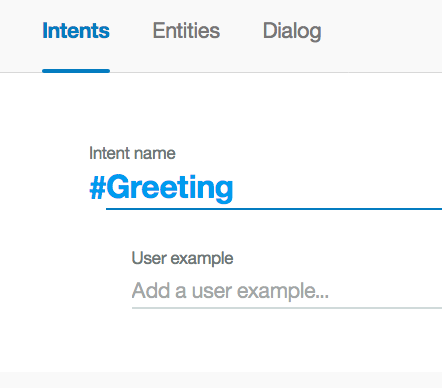 Intents Entities Dialog
Intent name
#Greeting
User example
Add a user example...